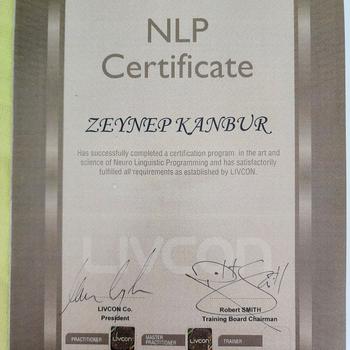 NLP
Certificate
ZEYNEP KANBUR
Has successfully completed a certification program in the art and
science of Neuro Linguistic Programming and has satisfactorily
fulfilled all requirements as established by LIVCON.
LIVCON
LIVCON Co.
President
Robert SMITH
Training Board Chairman
PRACTITIONER
Livcon
MASTER
PRACTITIONER
Livcon
TRAINER